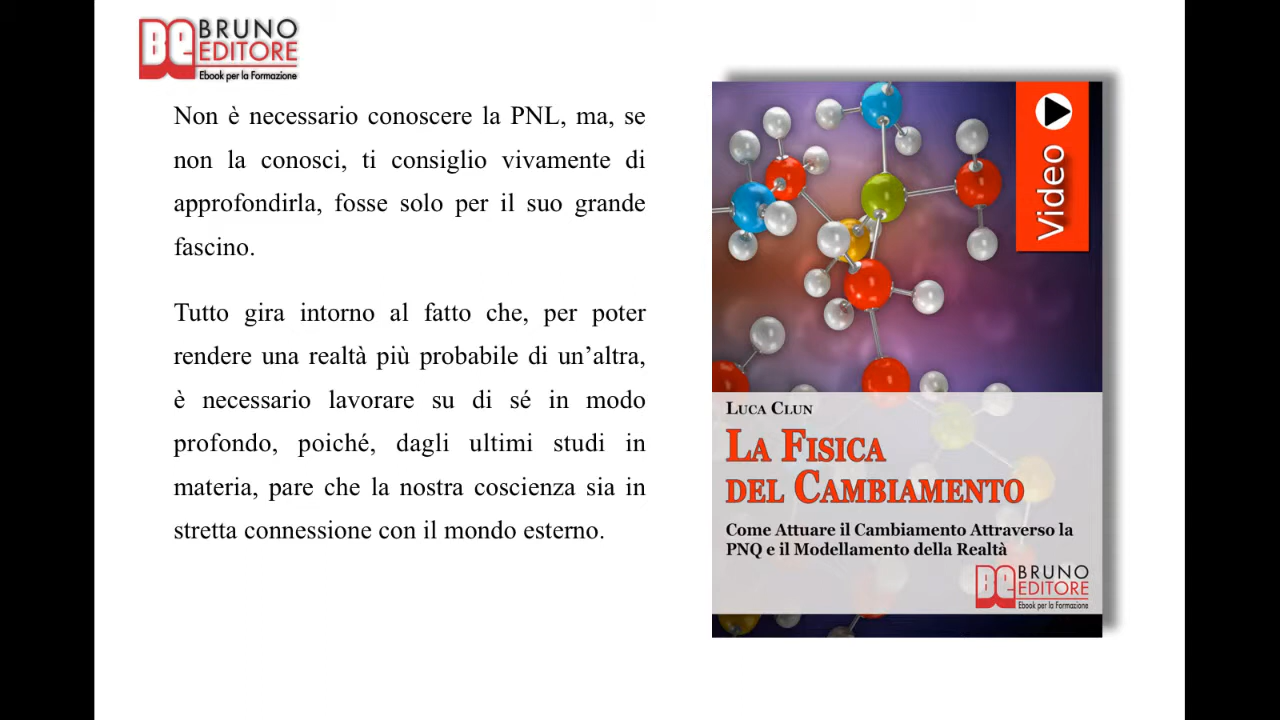 BRUNO
EDITORE
Ebook per la Formazione
Non è necessario conoscere la PNL, ma, se
non la conosci, ti consiglio vivamente di
approfondirla, fosse solo per il suo grande
fascino.
Tutto gira intorno al fatto che, per poter
rendere una realtà più probabile di un’altra,
è necessario lavorare su di sé in modo
profondo, poiché, dagli ultimi studi in
materia, pare che la nostra coscienza sia in
stretta connessione con il mondo esterno.
Video
LUCA CLUN
LA FISICA
DEL CAMBIAMENTO
Come Attuare il Cambiamento Attraverso la
PNQ e il Modellamento della Realtà
BRUNO
EDITORE
Ebook per la Formazione